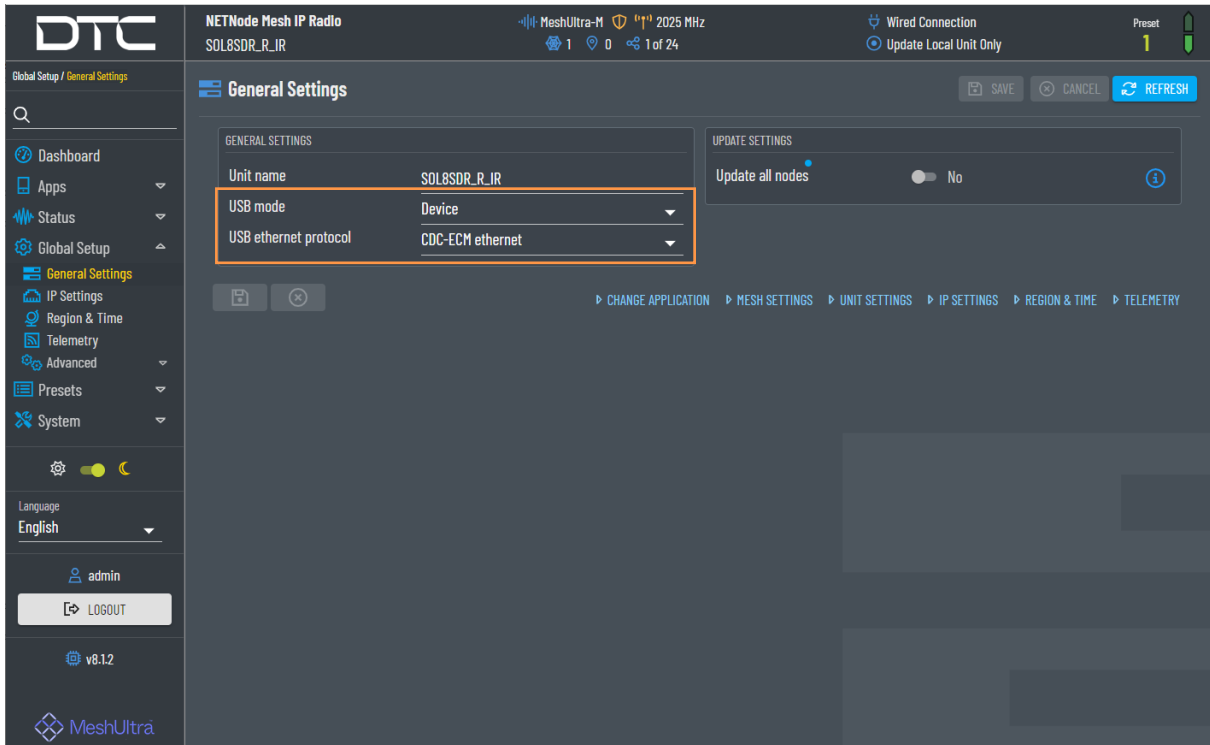 DTC
NETNode Mesh IP Radio
SOL8SDR_R_IR
MeshUltra-M 2025 MHz
1 0 1 of 24
Wired Connection
Update Local Unit Only
Preset
1
Global Setup / General Settings
Dashboard
Apps
Status
Global Setup
General Settings
IP Settings
Region & Time
Telemetry
Advanced
Presets
System
Language
English
admin
LOGOUT
v8.1.2
MeshUltra
General Settings
SAVE CANCEL REFRESH
GENERAL SETTINGS
Unit name SOL8SDR_R_IR
USB mode Device
USB ethernet protocol CDC-ECM ethernet
UPDATE SETTINGS
Update all nodes No
CHANGE APPLICATION MESH SETTINGS UNIT SETTINGS IP SETTINGS REGION & TIME TELEMETRY